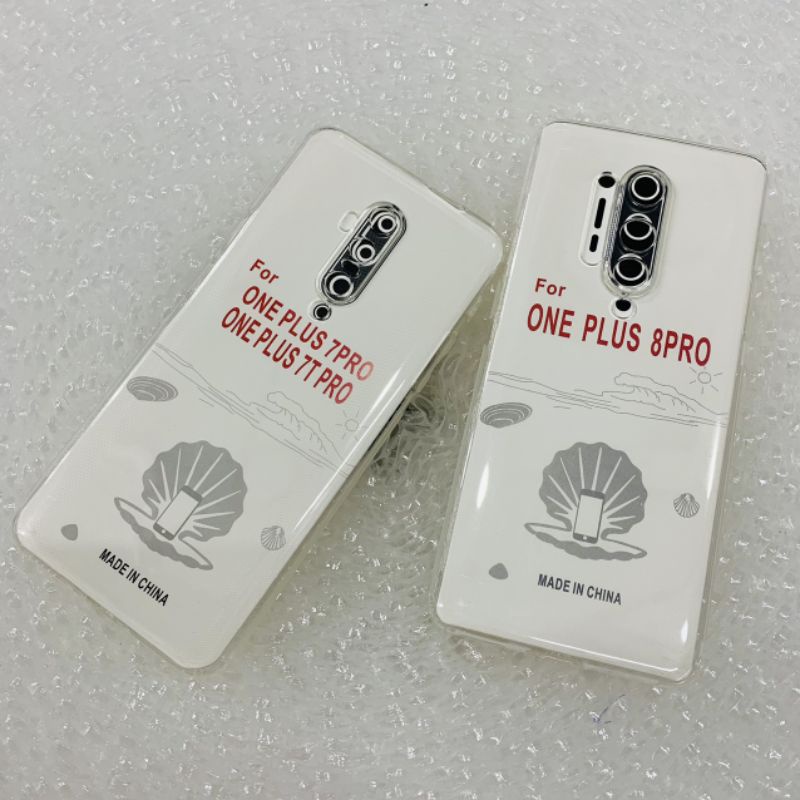 For
ONE PLUS 7PRO
ONE PLUS 7T PRO
MADE IN CHINA
For
ONE PLUS 8PRO
MADE IN CHINA